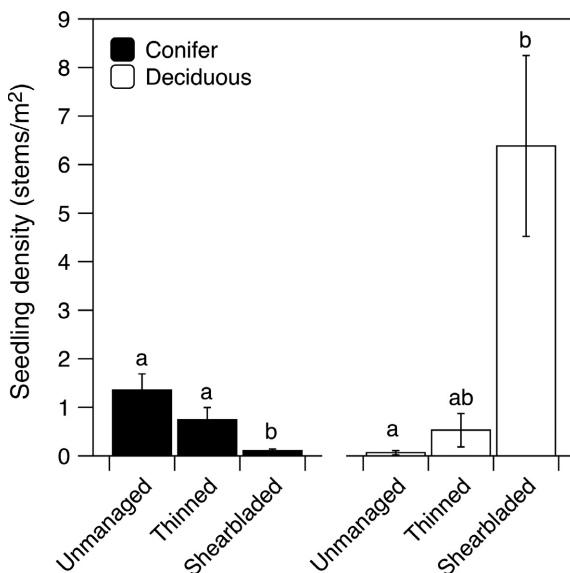 9
8
7
6
5
4
3
2
1
0
Seedling density (stems/m²)
Conifer
Deciduous
a
a
b
a
ab
b
Unmanaged
Thinned
Shearbladed
Unmanaged
Thinned
Shearbladed